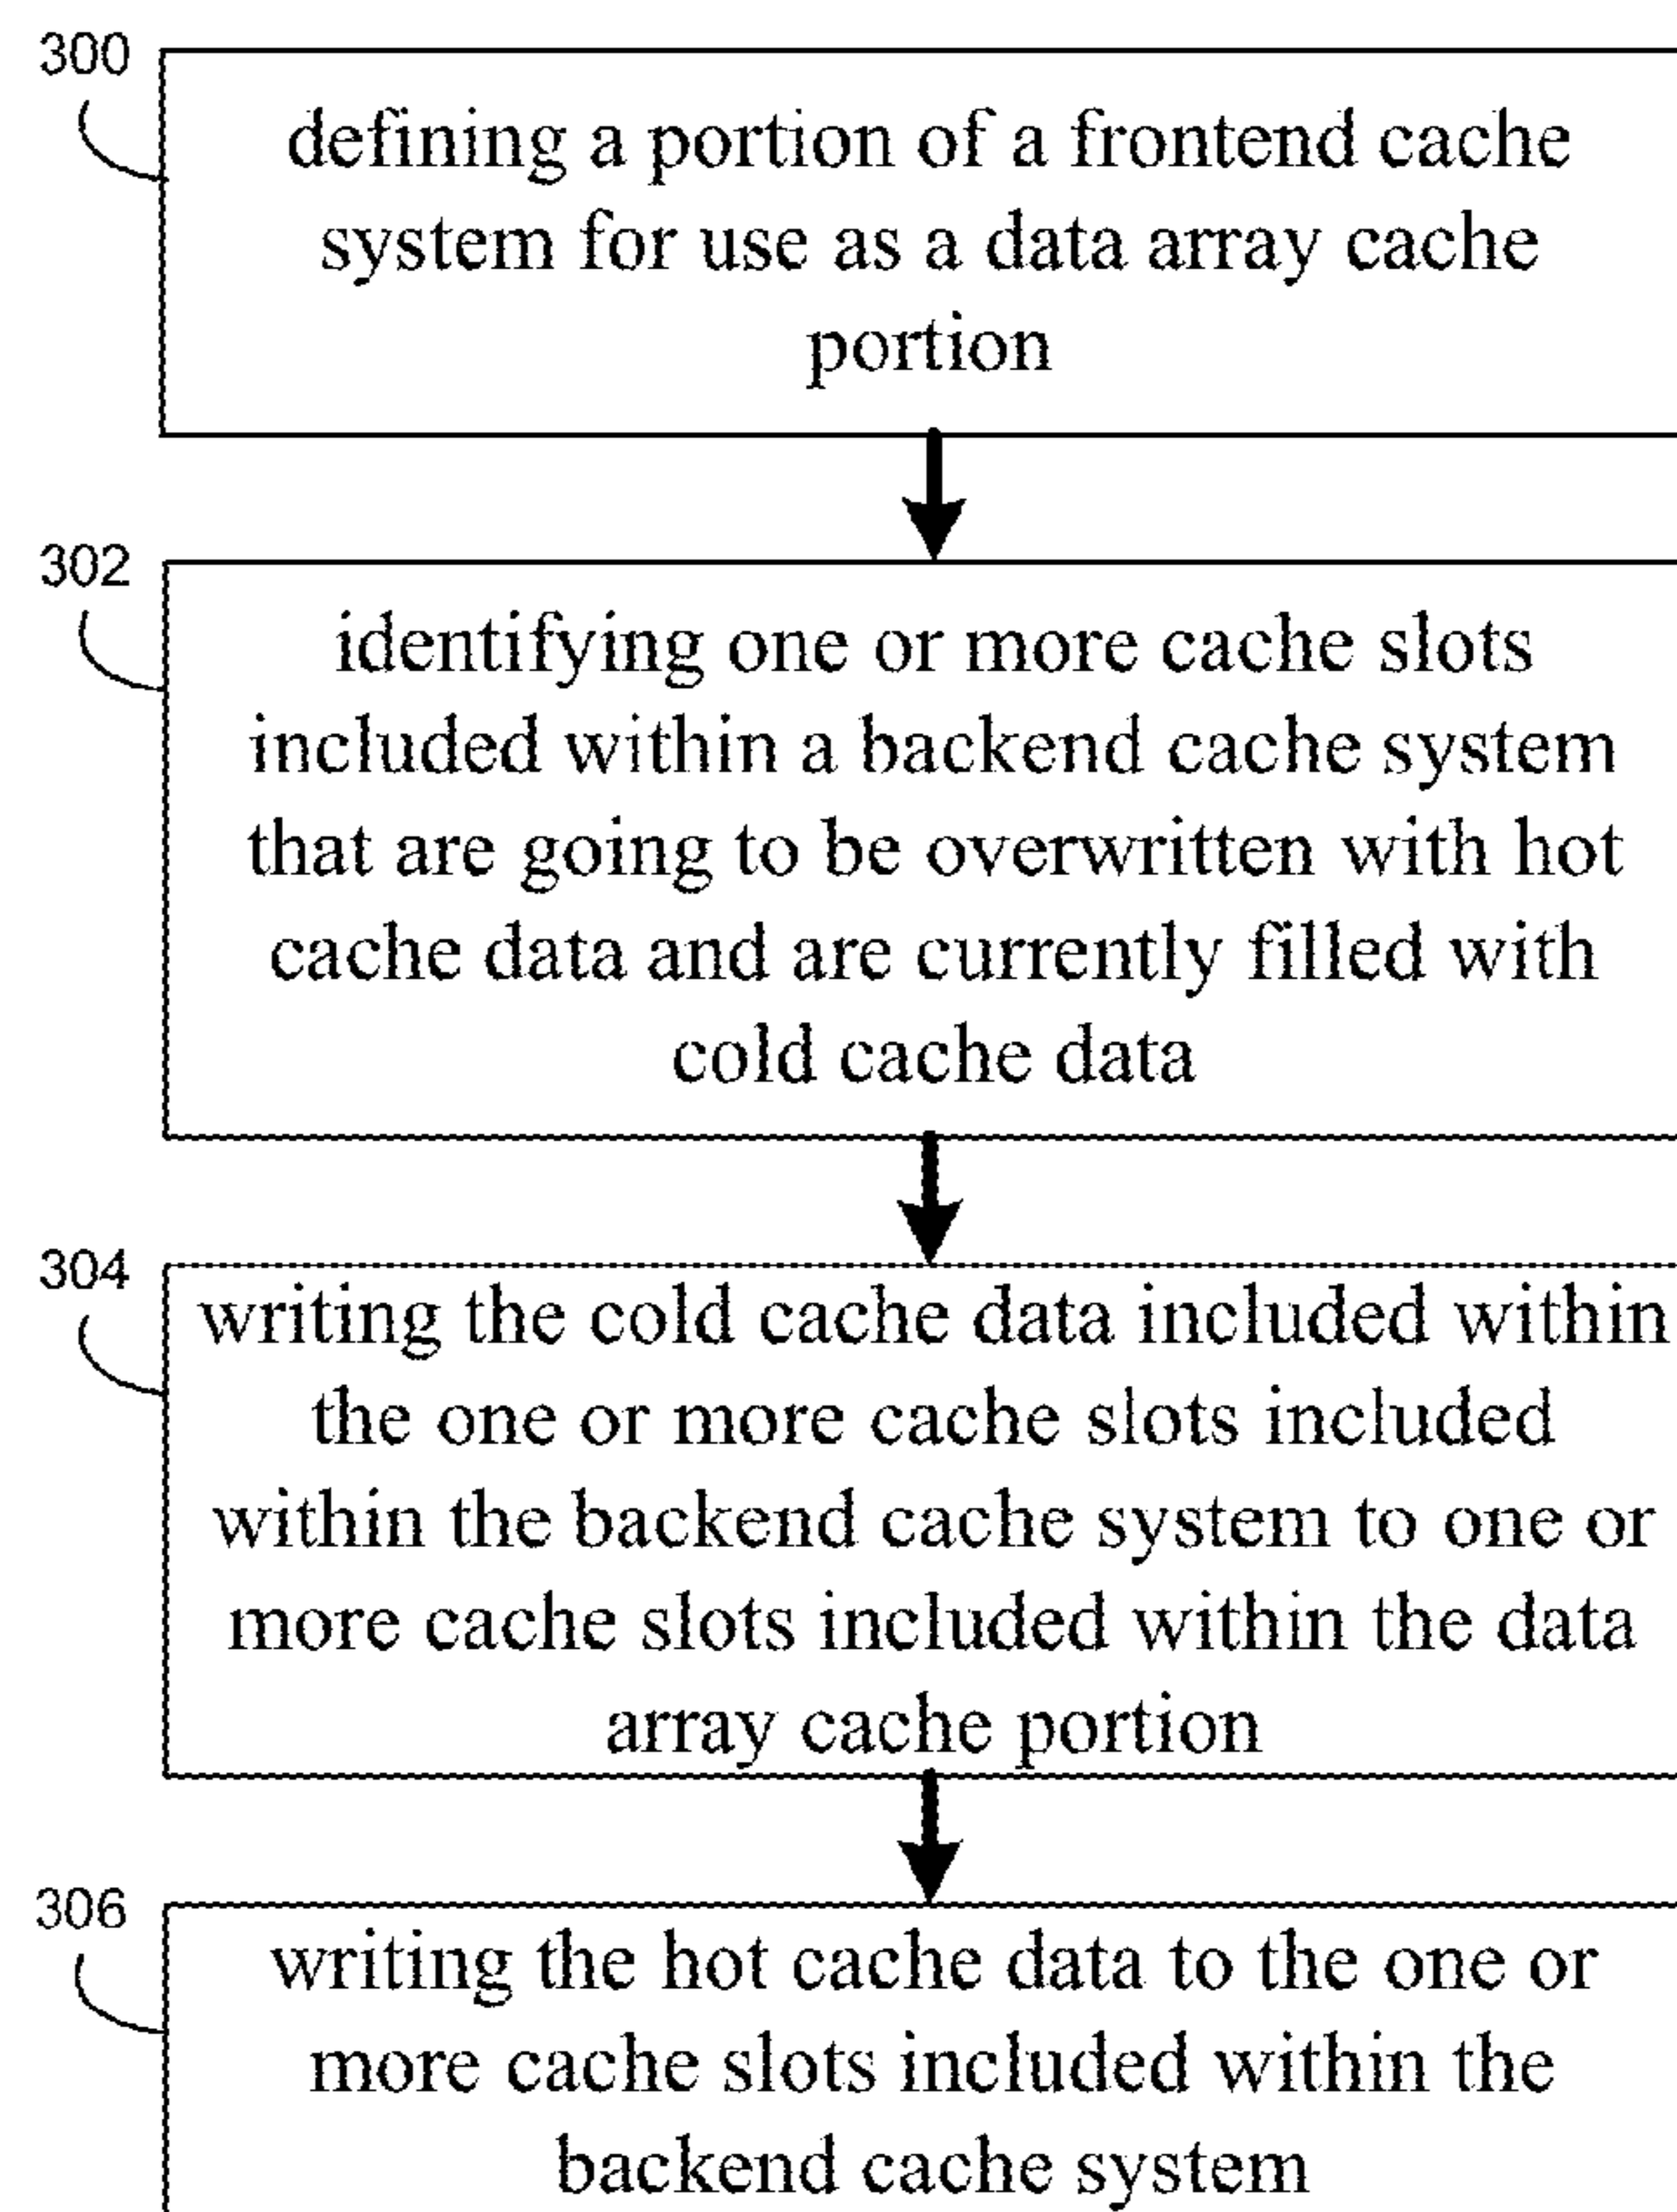 300
defining a portion of a frontend cache
system for use as a data array cache
portion
302
identifying one or more cache slots
included within a backend cache system
that are going to be overwritten with hot
cache data and are currently filled with
cold cache data
304
writing the cold cache data included within
the one or more cache slots included
within the backend cache system to one or
more cache slots included within the data
array cache portion
306
writing the hot cache data to the one or
more cache slots included within the
backend cache system